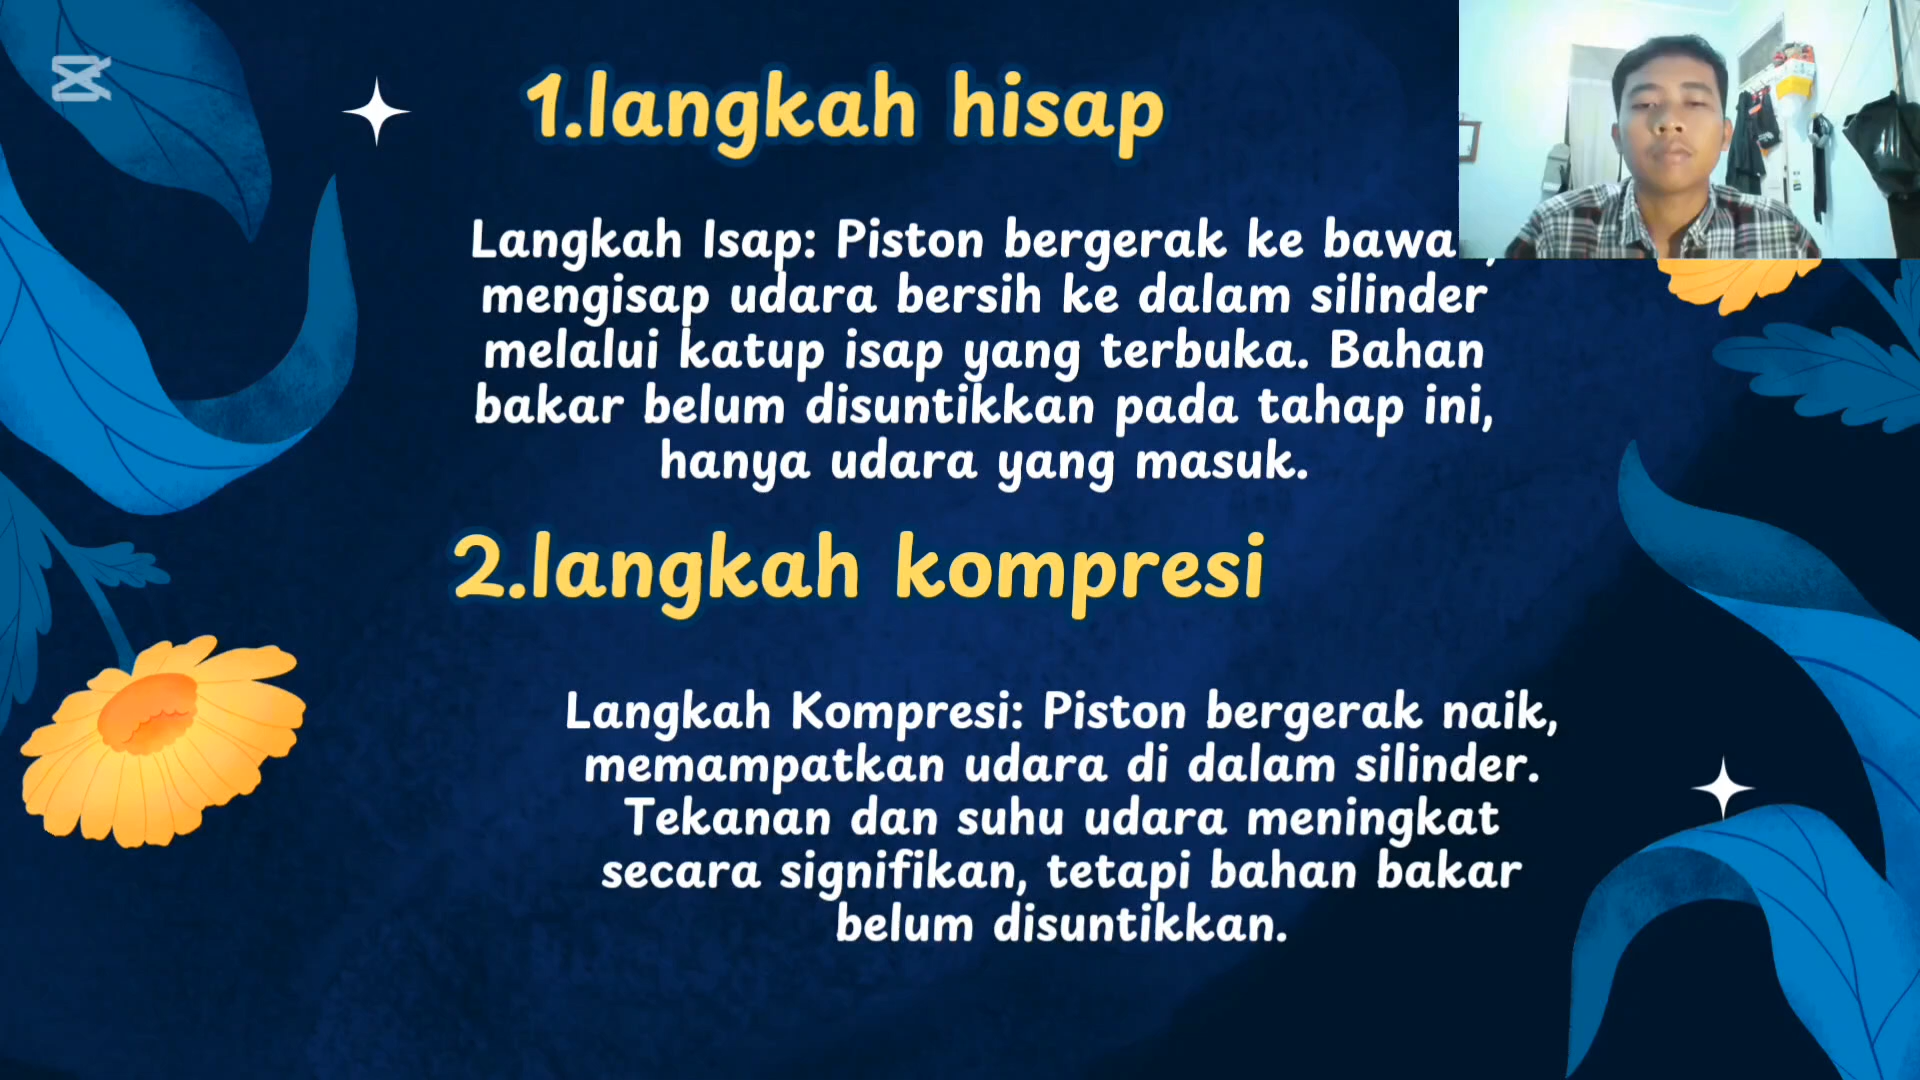 1.langkah hisap
Langkah Isap: Piston bergerak ke
mengisap udara bersih ke dalam silinder
melalui katup isap yang terbuka. Bahan
bakar belum disuntikkan pada tahap ini,
hanya udara yang masuk.
2.langkah kompresi
Langkah Kompresi: Piston bergerak naik,
memampatkan udara di dalam silinder.
Tekanan dan suhu udara meningkat
secara signifikan, tetapi bahan bakar
belum disuntikkan.